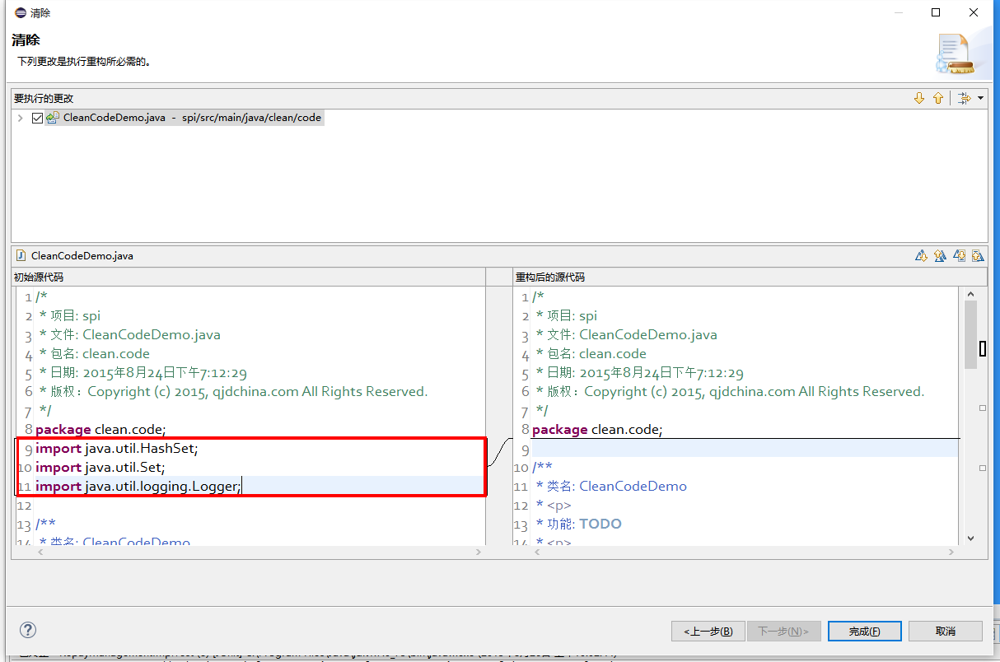 清除
清除
下列更改是执行重构所必需的。
要执行的更改
CleanCodeDemo.java - spi/src/main/java/clean/code
CleanCodeDemo.java
初始源代码
1 /*
2 * 项目: spi
3 * 文件: CleanCodeDemo.java
4 * 包名: clean.code
5 * 日期: 2015年8月24日下午7:12:29
6 * 版权：Copyright (c) 2015, qjdchina.com All Rights Reserved.
7 */
8 package clean.code;
9 import java.util.HashSet;
10 import java.util.Set;
11 import java.util.logging.Logger;
12
13 /**
14 * 类名: CleanCodeDemo
重构后的源代码
1 /*
2 * 项目: spi
3 * 文件: CleanCodeDemo.java
4 * 包名: clean.code
5 * 日期: 2015年8月24日下午7:12:29
6 * 版权：Copyright (c) 2015, qjdchina.com All Rights Reserved.
7 */
8 package clean.code;
9
10 /**
11 * 类名: CleanCodeDemo
12 * <p>
13 * 功能: TODO
14 * <p>
<上一步(B)
下一步(N)>
完成(F)
取消